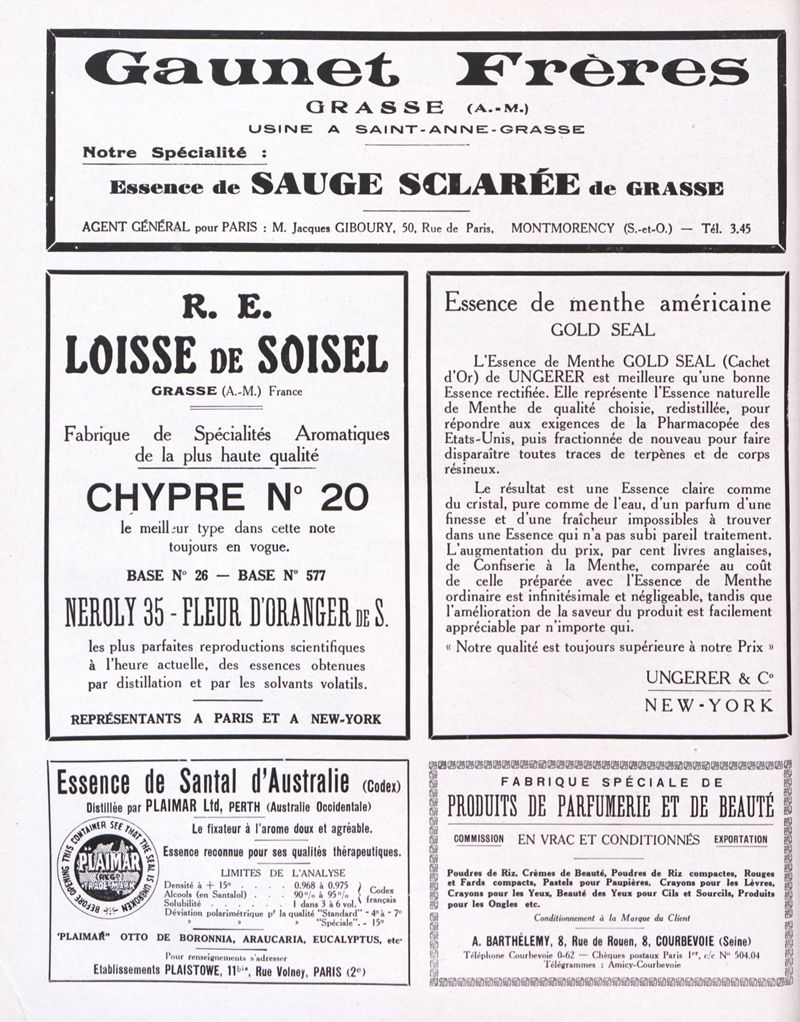 Gaunet Frères
GRASSE (A.-M.)
USINE A SAINT-ANNE-GRASSE
Notre Spécialité :
Essence de SAUGE SCLARÉE de GRASSE
AGENT GÉNÉRAL pour PARIS : M. Jacques GIBOURY, 50, Rue de Paris, MONTMORENCY (S.-et-O.) — Tél. 3.45
R. E.
LOISSE DE SOISEL
GRASSE (A.-M.) France
Fabrique de Spécialités Aromatiques
de la plus haute qualité
CHYPRE N° 20
le meilleur type dans cette note
toujours en vogue.
BASE N° 26 — BASE N° 577
NEROLY 35 - FLEUR D'ORANGER DE S.
les plus parfaites reproductions scientifiques
à l'heure actuelle, des essences obtenues
par distillation et par les solvants volatils.
REPRÉSENTANTS A PARIS ET A NEW-YORK
Essence de menthe américaine
GOLD SEAL
L'Essence de Menthe GOLD SEAL (Cachet
d'Or) de UNGERER est meilleure qu'une bonne
Essence rectifiée. Elle représente l'Essence naturelle
de Menthe de qualité choisie, redistillée, pour
répondre aux exigences de la Pharmacopée des
Etats-Unis, puis fractionnée de nouveau pour faire
disparaître toutes traces de terpènes et de corps
résineux.
Le résultat est une Essence claire comme
du cristal, pure comme de l'eau, d'un parfum d'une
finesse et d'une fraîcheur impossibles à trouver
dans une Essence qui n'a pas subi pareil traitement.
L'augmentation du prix, par cent livres anglaises,
de Confiserie à la Menthe, comparée au coût
de celle préparée avec l'Essence de Menthe
ordinaire est infinitésimale et négligeable, tandis que
l'amélioration de la saveur du produit est facilement
appréciable par n'importe qui.
« Notre qualité est toujours supérieure à notre Prix »
UNGERER & C°
NEW-YORK
Essence de Santal d'Australie (Codex)
Distillée par PLAIMAR Ltd, PERTH (Australie Occidentale)
BEFORE OPENING THIS CONTAINER SEE THAT THE SEAL IS UNBROKEN
PLAIMAR
(REGD)
TRADE MARK
Le fixateur à l'arome doux et agréable.
Essence reconnue pour ses qualités thérapeutiques.
LIMITES DE L'ANALYSE
Densité à + 15° . . . . 0.968 à 0.975
Alcools (en Santalol) . . . 90 % à 95 %
Solubilité . . . . . 1 dans 3 à 6 vol.
Codex français
Déviation polarimétrique pr la qualité "Standard" - 4° à - 7°
» » » "Spéciale". - 15°
"PLAIMAR" OTTO DE BORONNIA, ARAUCARIA, EUCALYPTUS, etc
Pour renseignements s'adresser
Etablissements PLAISTOWE, 11bis, Rue Volney, PARIS (2e)
FABRIQUE SPÉCIALE DE
PRODUITS DE PARFUMERIE ET DE BEAUTÉ
COMMISSION EN VRAC ET CONDITIONNÉS EXPORTATION
Poudres de Riz, Crèmes de Beauté, Poudres de Riz compactes, Rouges
et Fards compacts, Pastels pour Paupières, Crayons pour les Lèvres,
Crayons pour les Yeux, Beauté des Yeux pour Cils et Sourcils, Produits
pour les Ongles etc.
Conditionnement à la Marque du Client
A. BARTHÉLEMY, 8, Rue de Rouen, 8, COURBEVOIE (Seine)
Téléphone Courbevoie 0-62 — Chèques postaux Paris 1er, c/c N° 504.04
Télégrammes : Amicy-Courbevoie